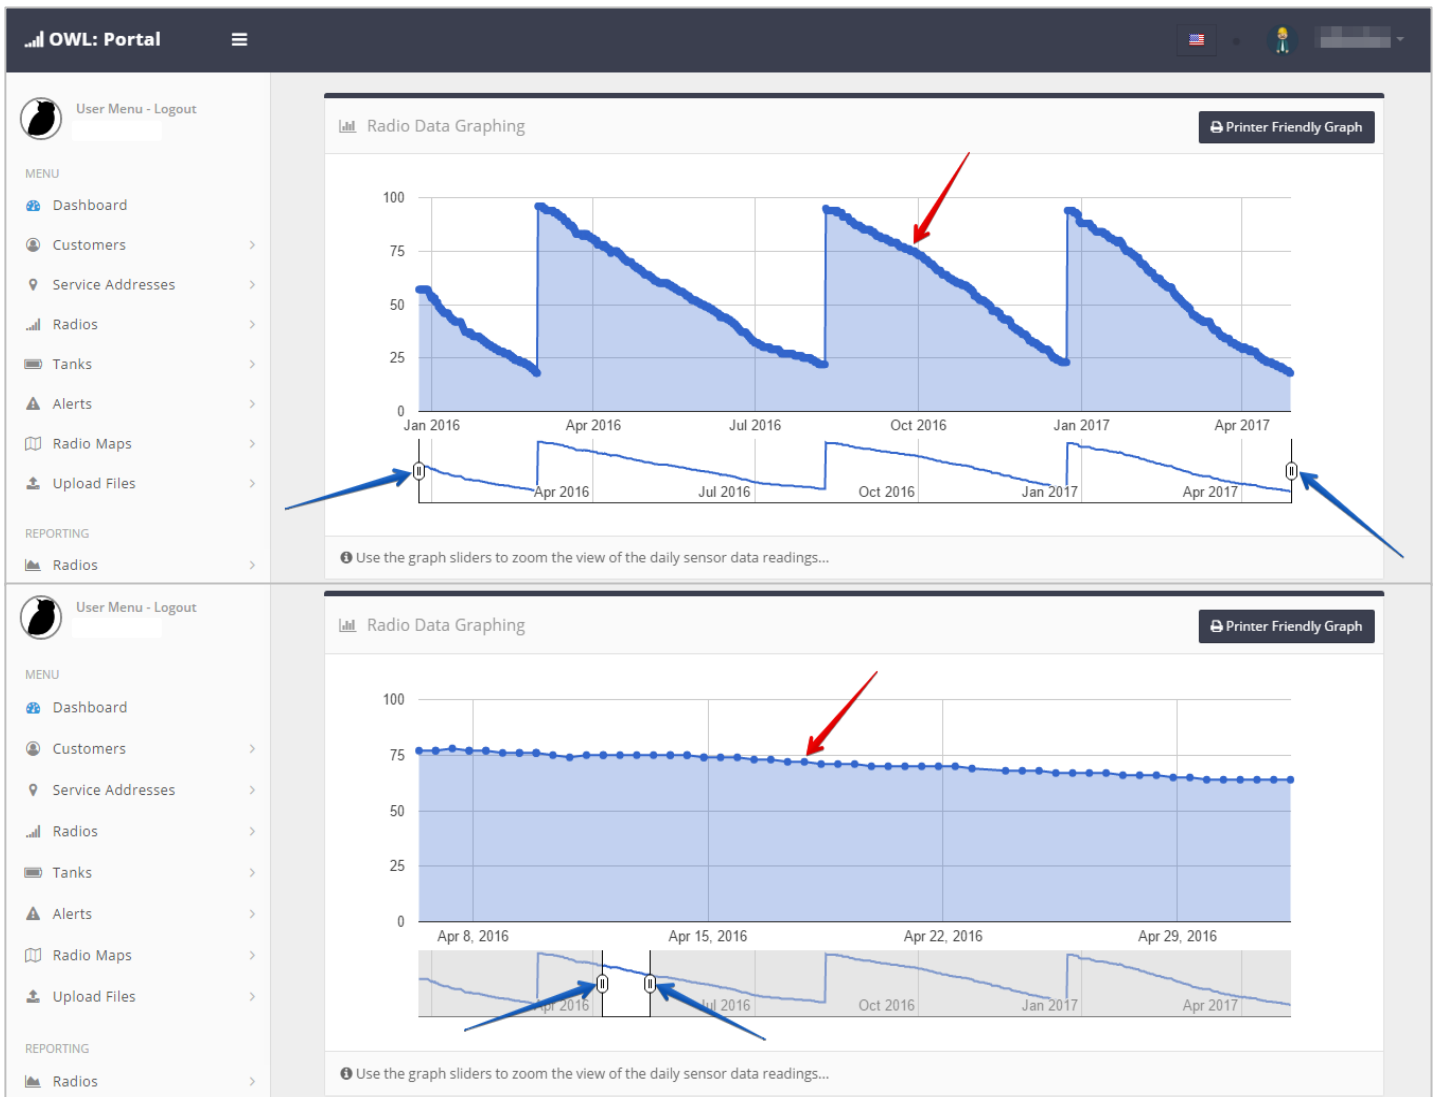 OWL: Portal
User Menu - Logout
MENU
Dashboard
Customers
Service Addresses
Radios
Tanks
Alerts
Radio Maps
Upload Files
REPORTING
Radios
Radio Data Graphing
Printer Friendly Graph
100
75
50
25
0
Jan 2016 Apr 2016 Jul 2016 Oct 2016 Jan 2017 Apr 2017
Apr 2016 Jul 2016 Oct 2016 Jan 2017 Apr 2017
Use the graph sliders to zoom the view of the daily sensor data readings...
User Menu - Logout
MENU
Dashboard
Customers
Service Addresses
Radios
Tanks
Alerts
Radio Maps
Upload Files
REPORTING
Radios
Radio Data Graphing
Printer Friendly Graph
100
75
50
25
0
Apr 8, 2016 Apr 15, 2016 Apr 22, 2016 Apr 29, 2016
Apr 2016 Jul 2016 Oct 2016 Jan 2017 Apr 2017
Use the graph sliders to zoom the view of the daily sensor data readings...